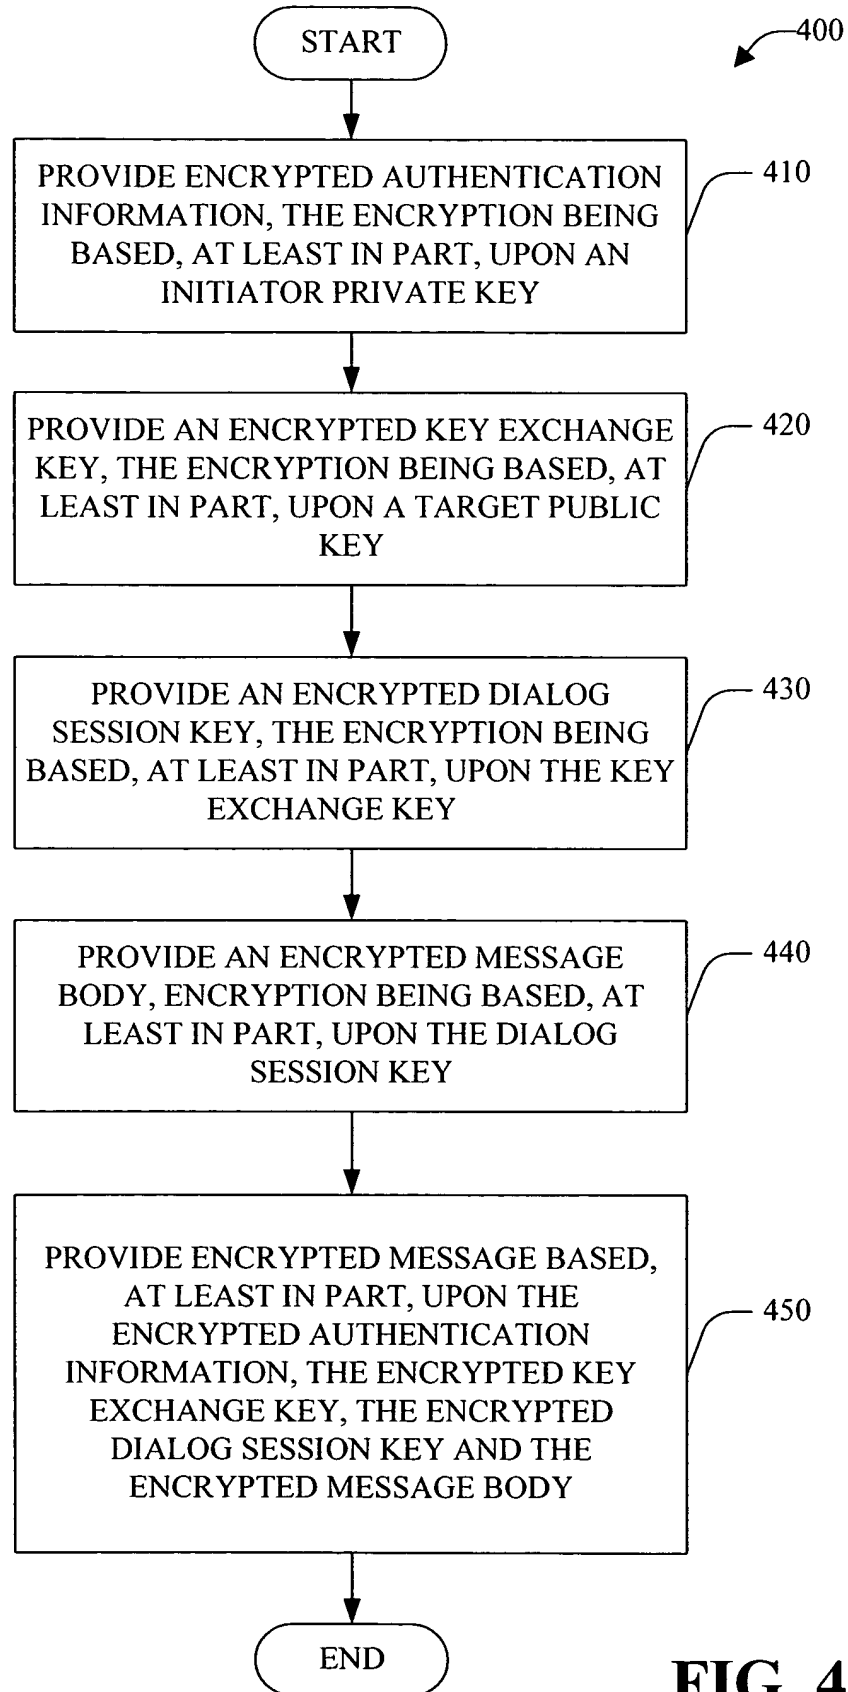 START
400
PROVIDE ENCRYPTED AUTHENTICATION
INFORMATION, THE ENCRYPTION BEING
BASED, AT LEAST IN PART, UPON AN
INITIATOR PRIVATE KEY
410
PROVIDE AN ENCRYPTED KEY EXCHANGE
KEY, THE ENCRYPTION BEING BASED, AT
LEAST IN PART, UPON A TARGET PUBLIC
KEY
420
PROVIDE AN ENCRYPTED DIALOG
SESSION KEY, THE ENCRYPTION BEING
BASED, AT LEAST IN PART, UPON THE KEY
EXCHANGE KEY
430
PROVIDE AN ENCRYPTED MESSAGE
BODY, ENCRYPTION BEING BASED, AT
LEAST IN PART, UPON THE DIALOG
SESSION KEY
440
PROVIDE ENCRYPTED MESSAGE BASED,
AT LEAST IN PART, UPON THE
ENCRYPTED AUTHENTICATION
INFORMATION, THE ENCRYPTED KEY
EXCHANGE KEY, THE ENCRYPTED
DIALOG SESSION KEY AND THE
ENCRYPTED MESSAGE BODY
450
END
FIG. 4